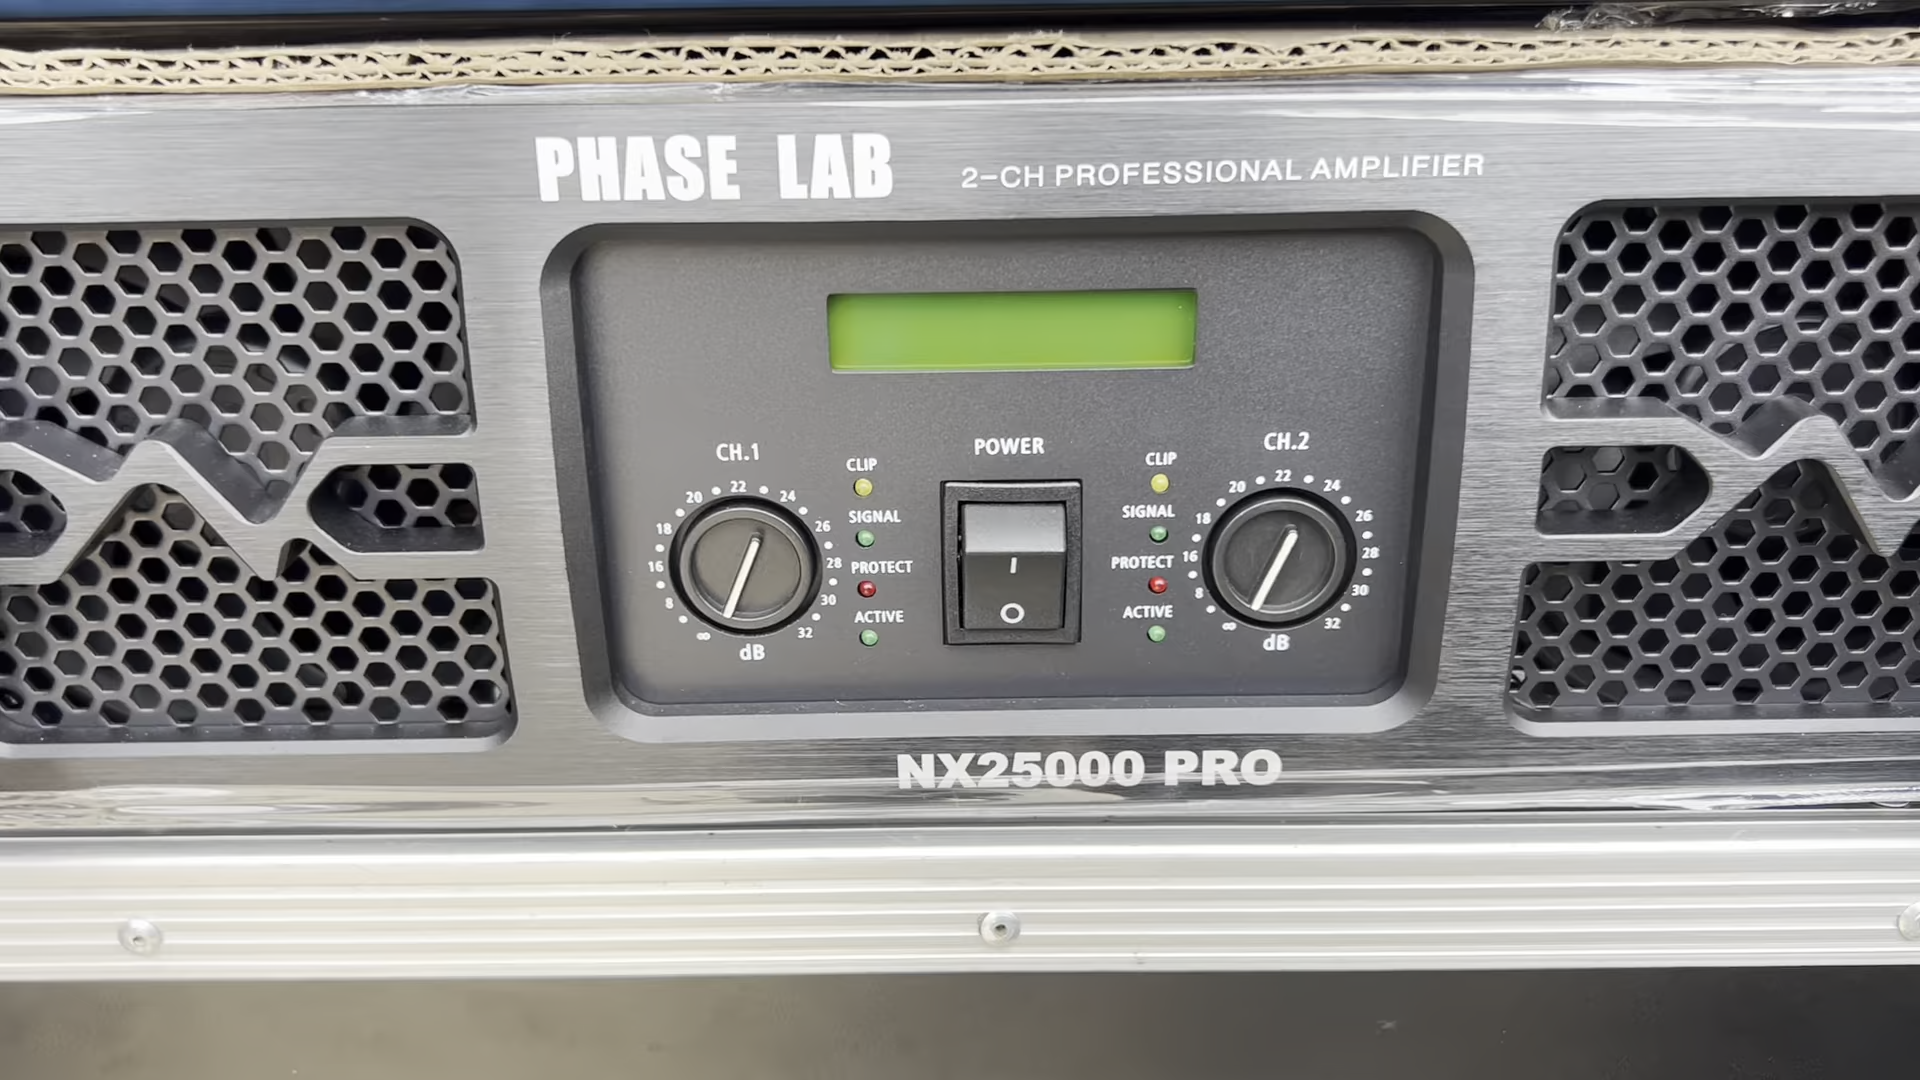 PHASE LAB
2-CH PROFESSIONAL AMPLIFIER
CH.1
20 22 24
18 26
16 28
8 30
∞ 32
dB
CLIP
SIGNAL
PROTECT
ACTIVE
POWER
I
O
CLIP
SIGNAL
PROTECT
ACTIVE
CH.2
20 22 24
18 26
16 28
8 30
∞ 32
dB
NX25000 PRO